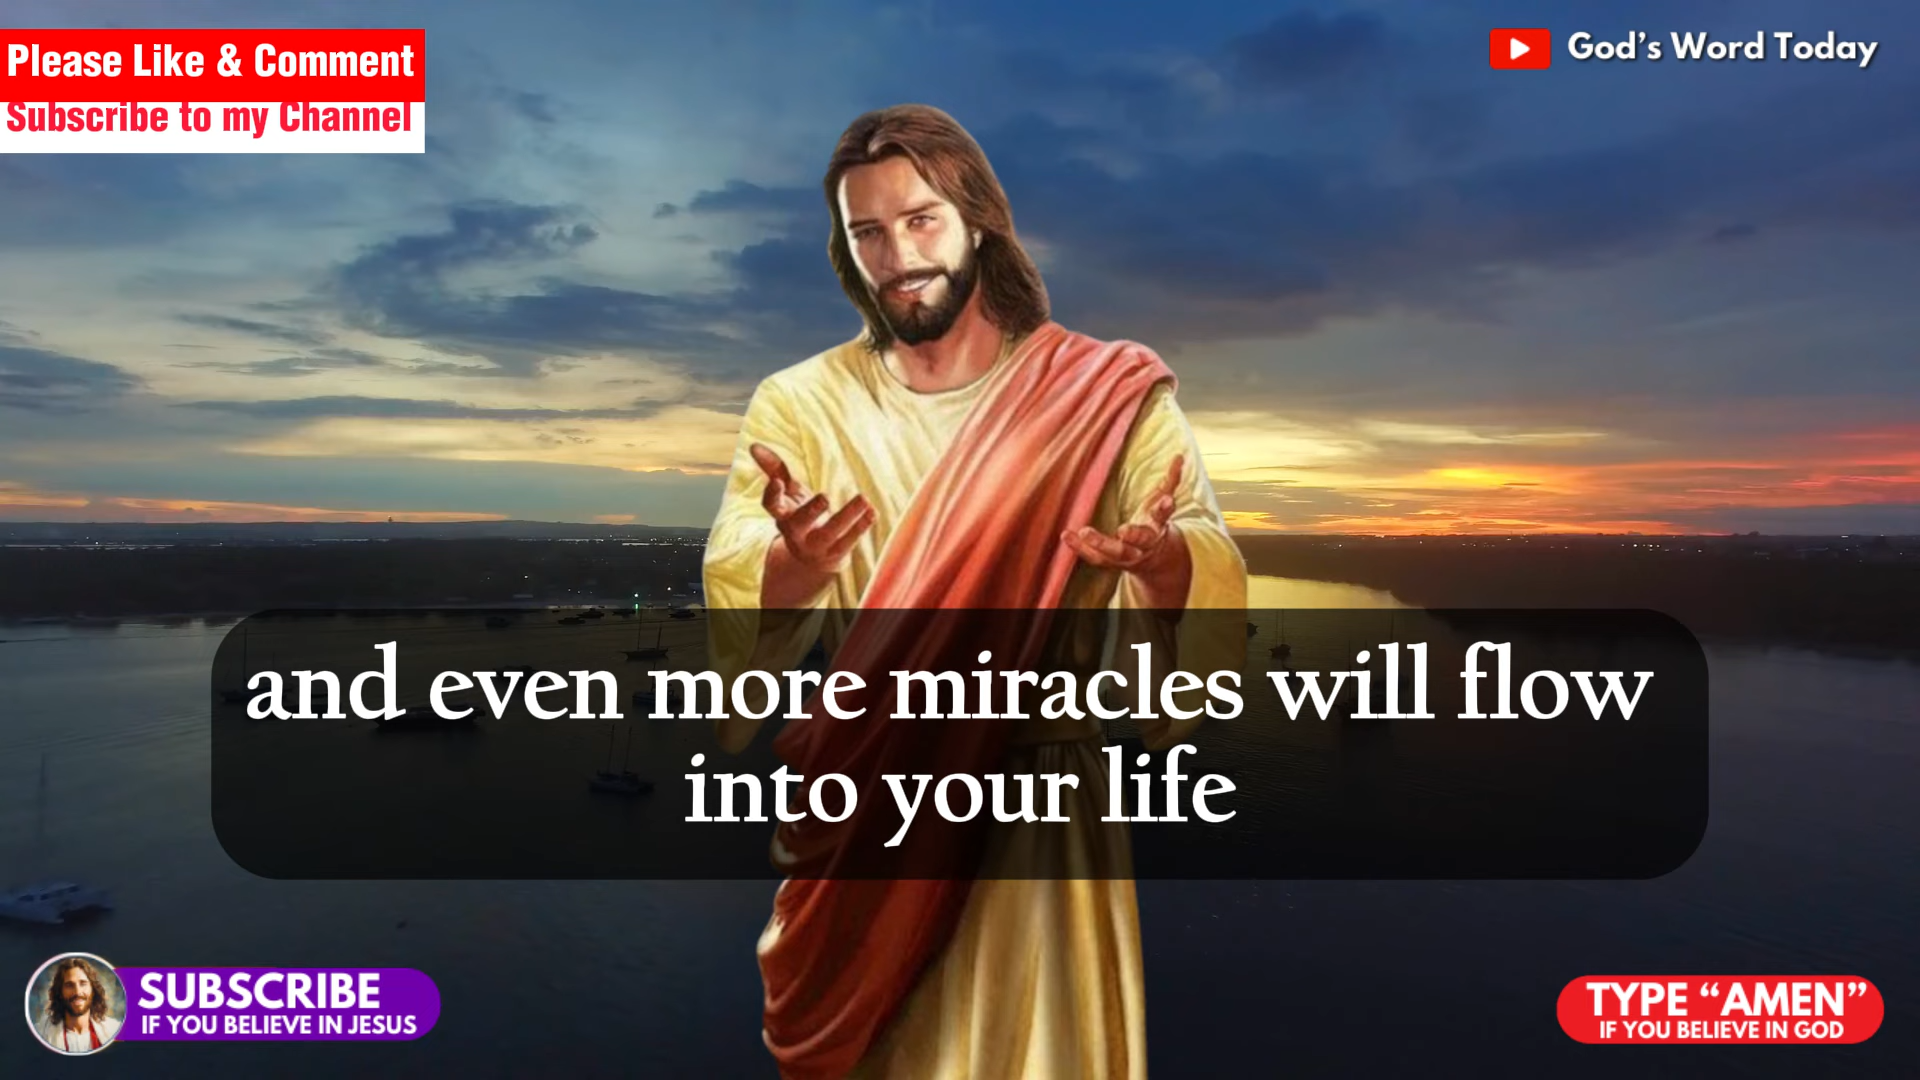 Please Like & Comment
Subscribe to my Channel
God's Word Today
and even more miracles will flow
into your life
SUBSCRIBE
IF YOU BELIEVE IN JESUS
TYPE “AMEN”
IF YOU BELIEVE IN GOD